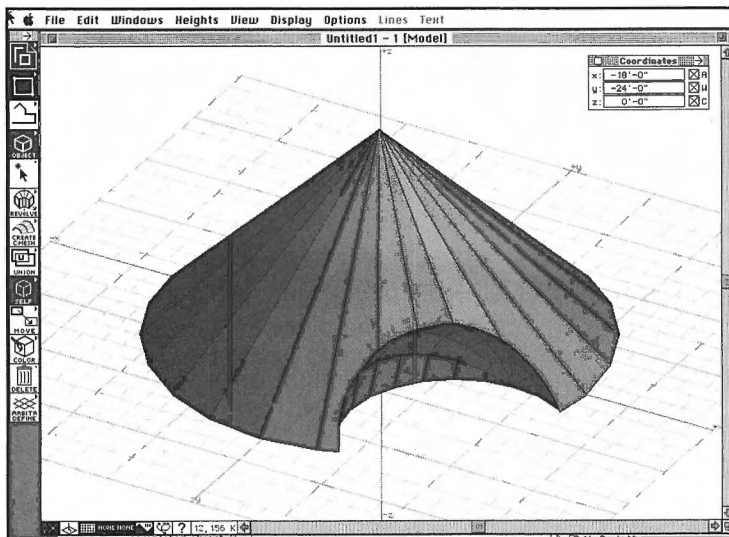 File Edit Windows Heights View Display Options Lines Text
Untitled1 - 1 [Model]
Coordinates
x: -18'-0" A
y: -24'-0" W
z: 0'-0" C
+z
+y
OBJECT
REVOLVE
CREATE
C.MESH
UNION
SELF
MOVE
COLOR
DELETE
ARBITR
DEFINE
-z
? 12,156 K